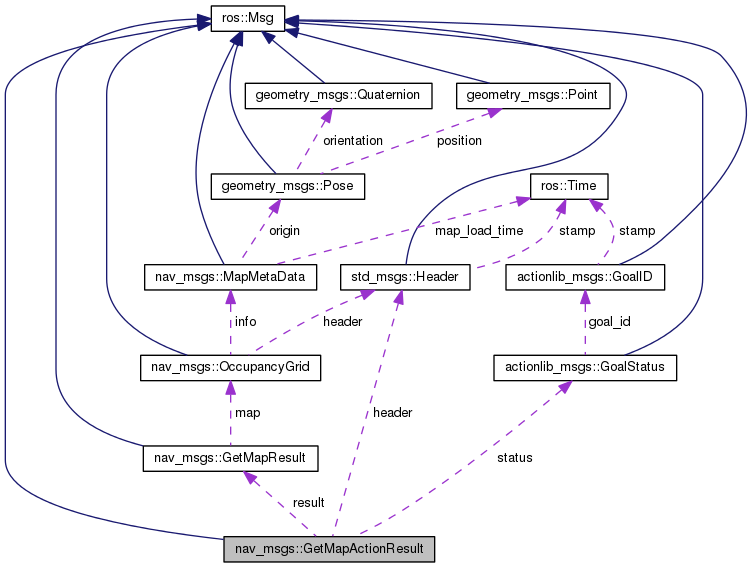 ros::Msg
geometry_msgs::Quaternion
geometry_msgs::Point
orientation
position
geometry_msgs::Pose
ros::Time
origin
map_load_time
stamp
stamp
nav_msgs::MapMetaData
std_msgs::Header
actionlib_msgs::GoalID
info
header
goal_id
nav_msgs::OccupancyGrid
actionlib_msgs::GoalStatus
map
header
nav_msgs::GetMapResult
status
result
nav_msgs::GetMapActionResult